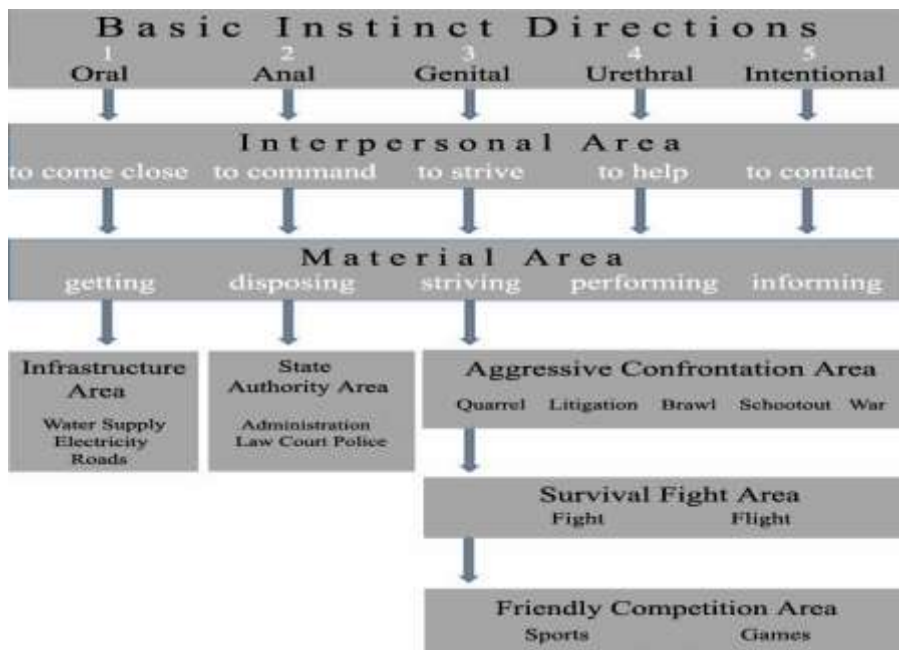 Basic Instinct Directions
1 2 3 4 5
Oral Anal Genital Urethral Intentional
Interpersonal Area
to come close to command to strive to help to contact
Material Area
getting disposing striving performing informing
Infrastructure Area
Water Supply
Electricity
Roads
State
Authority Area
Administration
Law Court Police
Aggressive Confrontation Area
Quarrel Litigation Brawl Schootout War
Survival Fight Area
Fight Flight
Friendly Competition Area
Sports Games